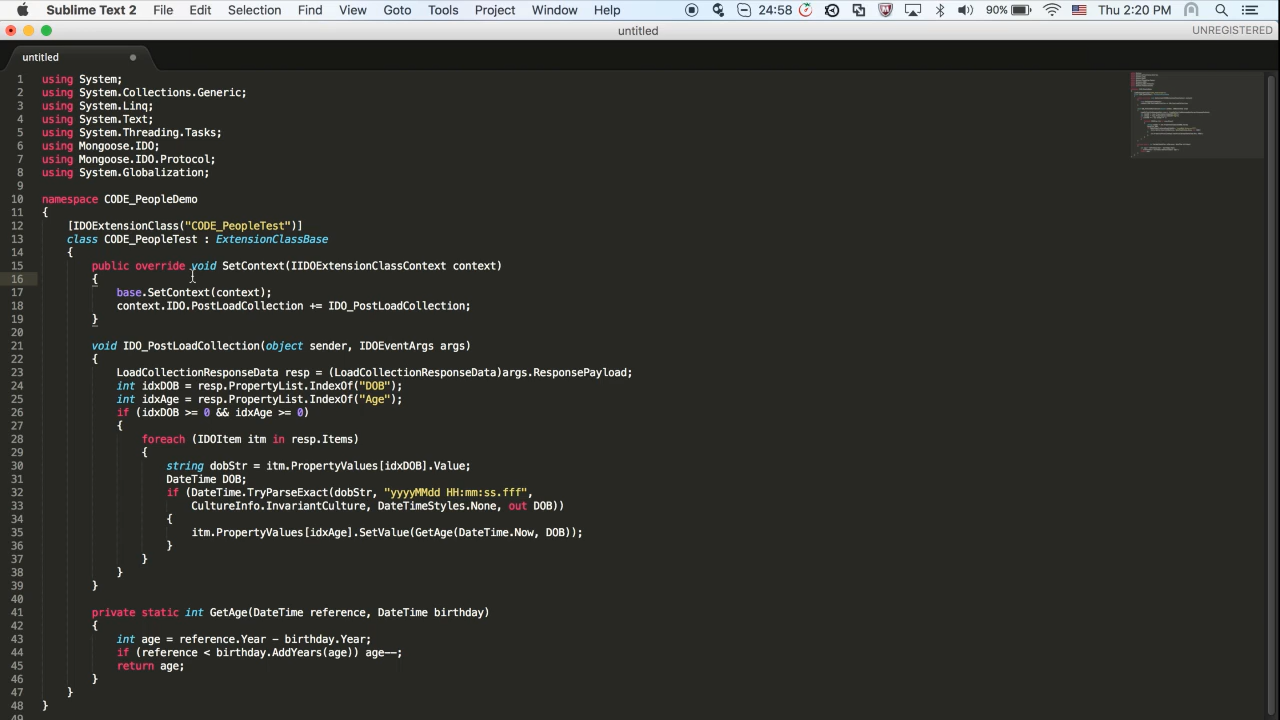 Sublime Text 2 File Edit Selection Find View Goto Tools Project Window Help 24:58 90% Thu 2:20 PM
untitled UNREGISTERED
untitled
1 using System;
2 using System.Collections.Generic;
3 using System.Linq;
4 using System.Text;
5 using System.Threading.Tasks;
6 using Mongoose.IDO;
7 using Mongoose.IDO.Protocol;
8 using System.Globalization;
9
10 namespace CODE_PeopleDemo
11 {
12 [IDOExtensionClass("CODE_PeopleTest")]
13 class CODE_PeopleTest : ExtensionClassBase
14 {
15 public override void SetContext(IIDOExtensionClassContext context)
16 {
17 base.SetContext(context);
18 context.IDO.PostLoadCollection += IDO_PostLoadCollection;
19 }
20
21 void IDO_PostLoadCollection(object sender, IDOEventArgs args)
22 {
23 LoadCollectionResponseData resp = (LoadCollectionResponseData)args.ResponsePayload;
24 int idxDOB = resp.PropertyList.IndexOf("DOB");
25 int idxAge = resp.PropertyList.IndexOf("Age");
26 if (idxDOB >= 0 && idxAge >= 0)
27 {
28 foreach (IDOItem itm in resp.Items)
29 {
30 string dobStr = itm.PropertyValues[idxDOB].Value;
31 DateTime DOB;
32 if (DateTime.TryParseExact(dobStr, "yyyyMMdd HH:mm:ss.fff",
33 CultureInfo.InvariantCulture, DateTimeStyles.None, out DOB))
34 {
35 itm.PropertyValues[idxAge].SetValue(GetAge(DateTime.Now, DOB));
36 }
37 }
38 }
39 }
40
41 private static int GetAge(DateTime reference, DateTime birthday)
42 {
43 int age = reference.Year - birthday.Year;
44 if (reference < birthday.AddYears(age)) age--;
45 return age;
46 }
47 }
48 }
49